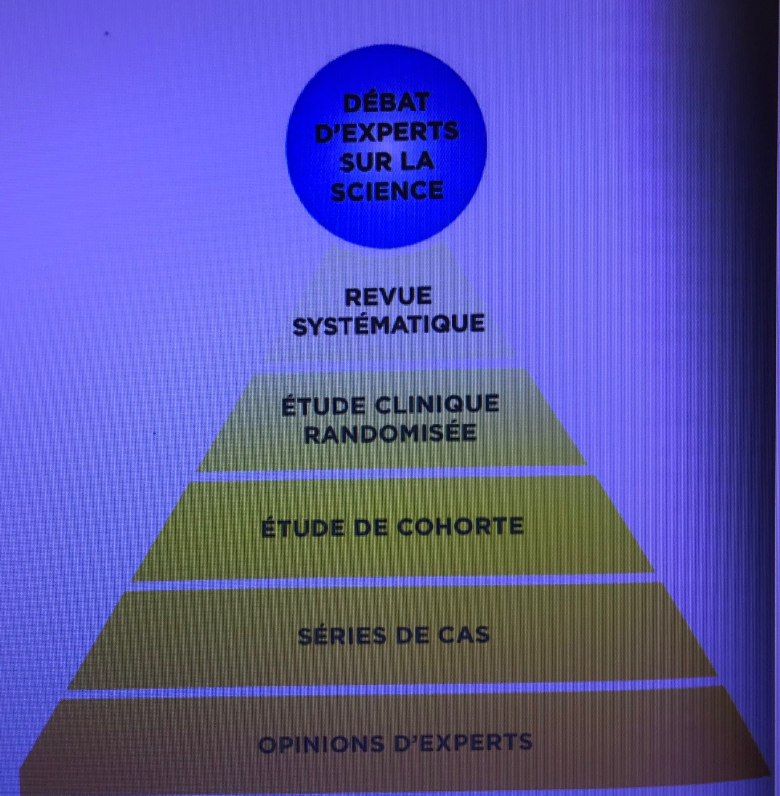 DÉBAT
D'EXPERTS
SUR LA
SCIENCE
REVUE
SYSTÉMATIQUE
ÉTUDE CLINIQUE
RANDOMISÉE
ÉTUDE DE COHORTE
SÉRIES DE CAS
OPINIONS D'EXPERTS